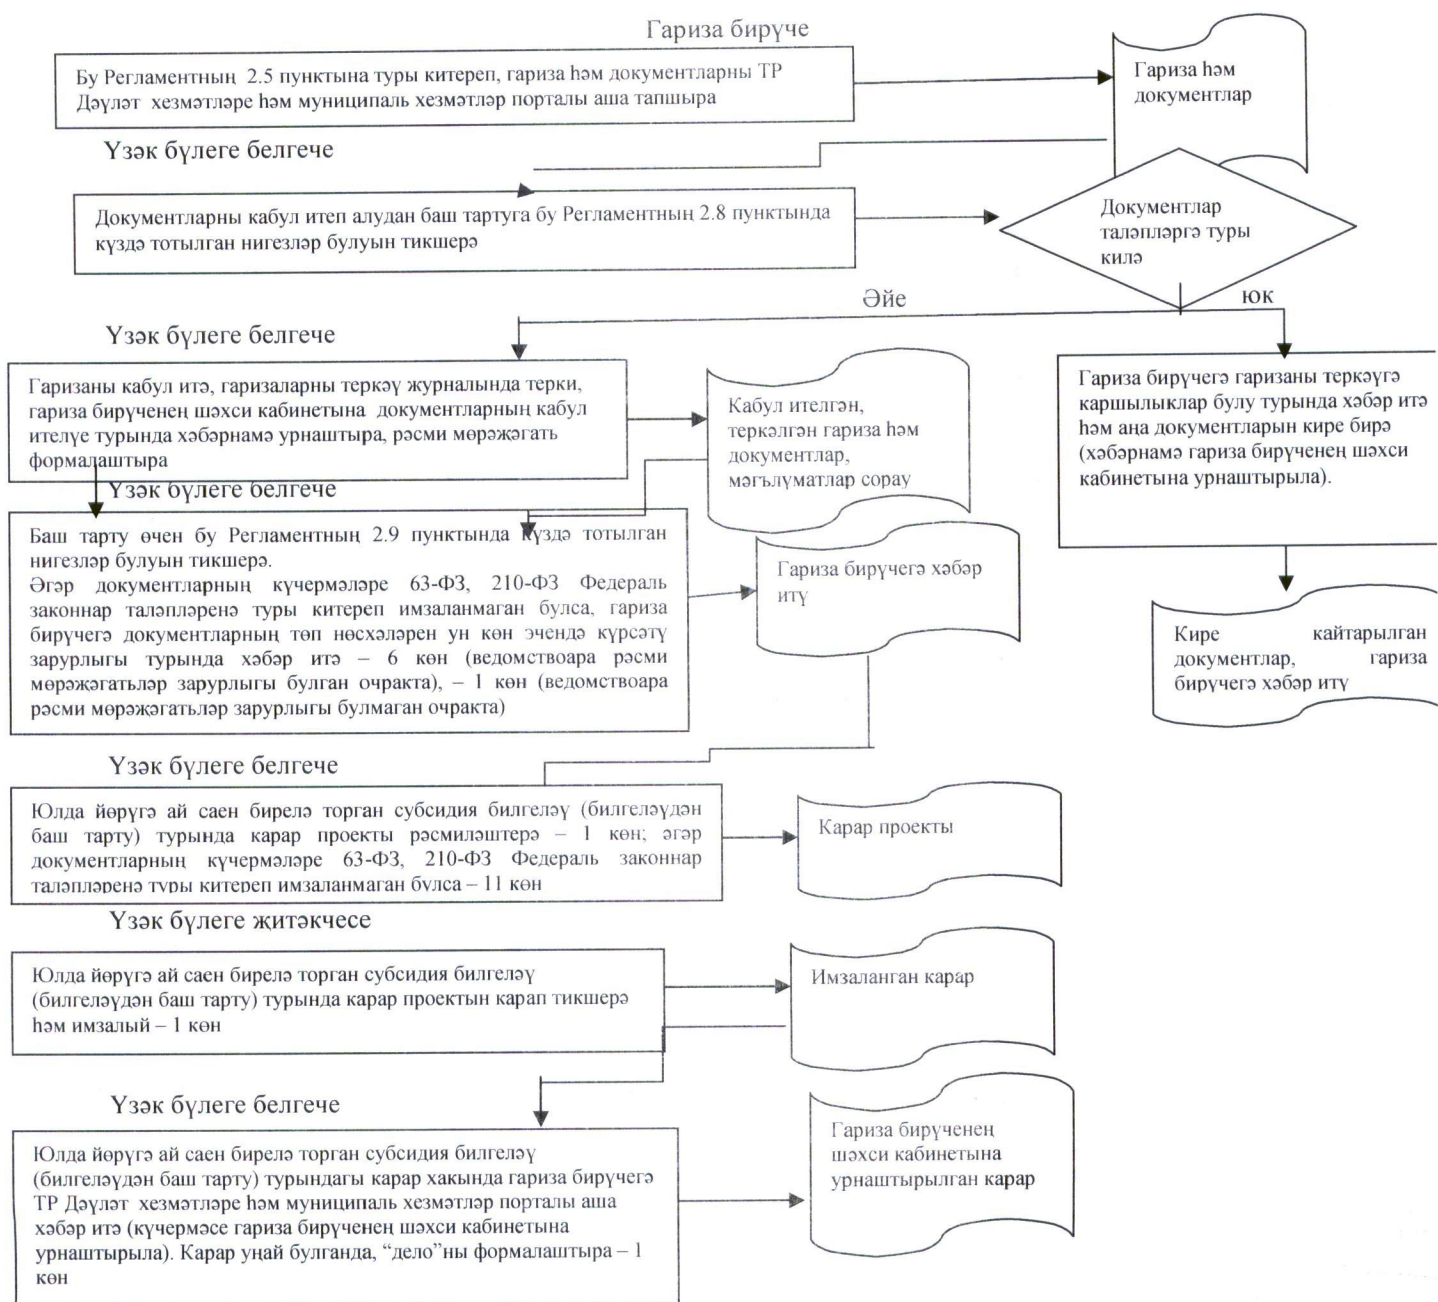 Гариза бирүче
Бу Регламентның 2.5 пунктына туры китереп, гариза һәм документларны ТР
Дәүләт хезмәтләре һәм муниципаль хезмәтләр порталы аша тапшыра
Гариза һәм
документлар
Үзәк бүлеге белгече
Документларны кабул итеп алудан баш тартуга бу Регламентның 2.8 пунктында
күздә тотылган нигезләр булуын тикшерә
Документлар
таләпләргә туры
килә
Әйе
юк
Үзәк бүлеге белгече
Гаризаны кабул итә, гаризаларны теркәү журналында терки,
гариза бирүченең шәхси кабинетына документларның кабул
ителүе турында хәбәрнамә урнаштыра, рәсми мөрәҗәгать
формалаштыра
Кабул ителгән,
теркәлгән гариза һәм
документлар,
мәгълүматлар сорау
Гариза бирүчегә гаризаны теркәүгә
каршылыклар булу турында хәбәр итә
һәм аңа документларын кире бирә
(хәбәрнамә гариза бирүченең шәхси
кабинетына урнаштырыла).
Үзәк бүлеге белгече
Баш тарту өчен бу Регламентның 2.9 пунктында күздә тотылган
нигезләр булуын тикшерә.
Әгәр документларның күчермәләре 63-ФЗ, 210-ФЗ Федераль
законнар таләпләренә туры китереп имзаланмаган булса, гариза
бирүчегә документларның төп нөсхәләрен ун көн эчендә күрсәтү
зарурлыгы турында хәбәр итә – 6 көн (ведомствоара рәсми
мөрәҗәгатьләр зарурлыгы булган очракта), – 1 көн (ведомствоара
рәсми мөрәҗәгатьләр зарурлыгы булмаган очракта)
Гариза бирүчегә хәбәр
итү
Кире кайтарылган
документлар, гариза
бирүчегә хәбәр итү
Үзәк бүлеге белгече
Юлда йөрүгә ай саен бирелә торган субсидия билгеләү (билгеләүдән
баш тарту) турында карар проекты рәсмиләштерә – 1 көн; әгәр
документларның күчермәләре 63-ФЗ, 210-ФЗ Федераль законнар
таләпләренә туры китереп имзаланмаган булса – 11 көн
Карар проекты
Үзәк бүлеге җитәкчесе
Юлда йөрүгә ай саен бирелә торган субсидия билгеләү
(билгеләүдән баш тарту) турында карар проектын карап тикшерә
һәм имзалый – 1 көн
Имзаланган карар
Үзәк бүлеге белгече
Юлда йөрүгә ай саен бирелә торган субсидия билгеләү
(билгеләүдән баш тарту) турындагы карар хакында гариза бирүчегә
ТР Дәүләт хезмәтләре һәм муниципаль хезмәтләр порталы аша
хәбәр итә (күчермәсе гариза бирүченең шәхси кабинетына
урнаштырыла). Карар уңай булганда, “дело”ны формалаштыра – 1
көн
Гариза бирүченең
шәхси кабинетына
урнаштырылган карар